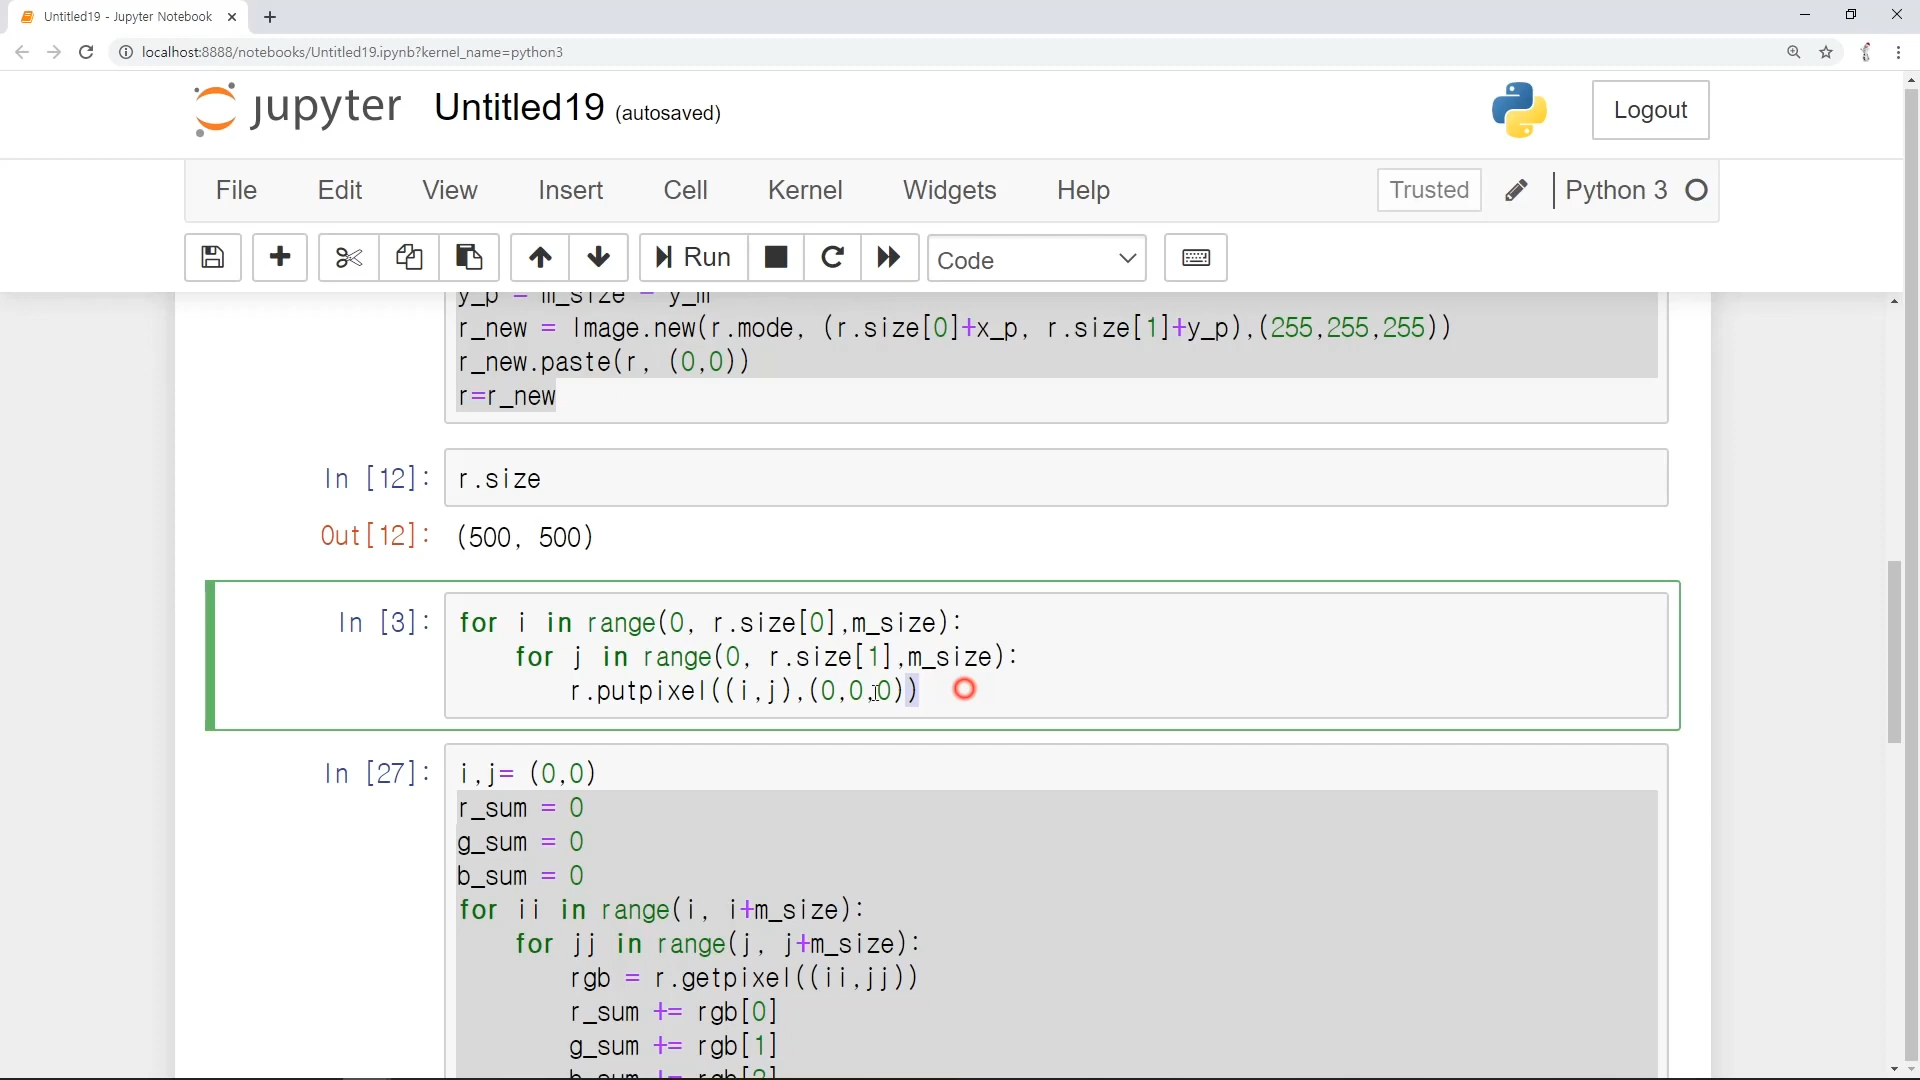 Untitled19 - Jupyter Notebook
localhost:8888/notebooks/Untitled19.ipynb?kernel_name=python3
jupyter Untitled19 (autosaved)
Logout
File Edit View Insert Cell Kernel Widgets Help Trusted Python 3
Run Code
y_p = m_size - y_m
r_new = Image.new(r.mode, (r.size[0]+x_p, r.size[1]+y_p),(255,255,255))
r_new.paste(r, (0,0))
r=r_new
In [12]: r.size
Out[12]: (500, 500)
In [3]: for i in range(0, r.size[0],m_size):
for j in range(0, r.size[1],m_size):
r.putpixel((i,j),(0,0,0))
In [27]: i,j= (0,0)
r_sum = 0
g_sum = 0
b_sum = 0
for ii in range(i, i+m_size):
for jj in range(j, j+m_size):
rgb = r.getpixel((ii,jj))
r_sum += rgb[0]
g_sum += rgb[1]
b_sum += rgb[2]